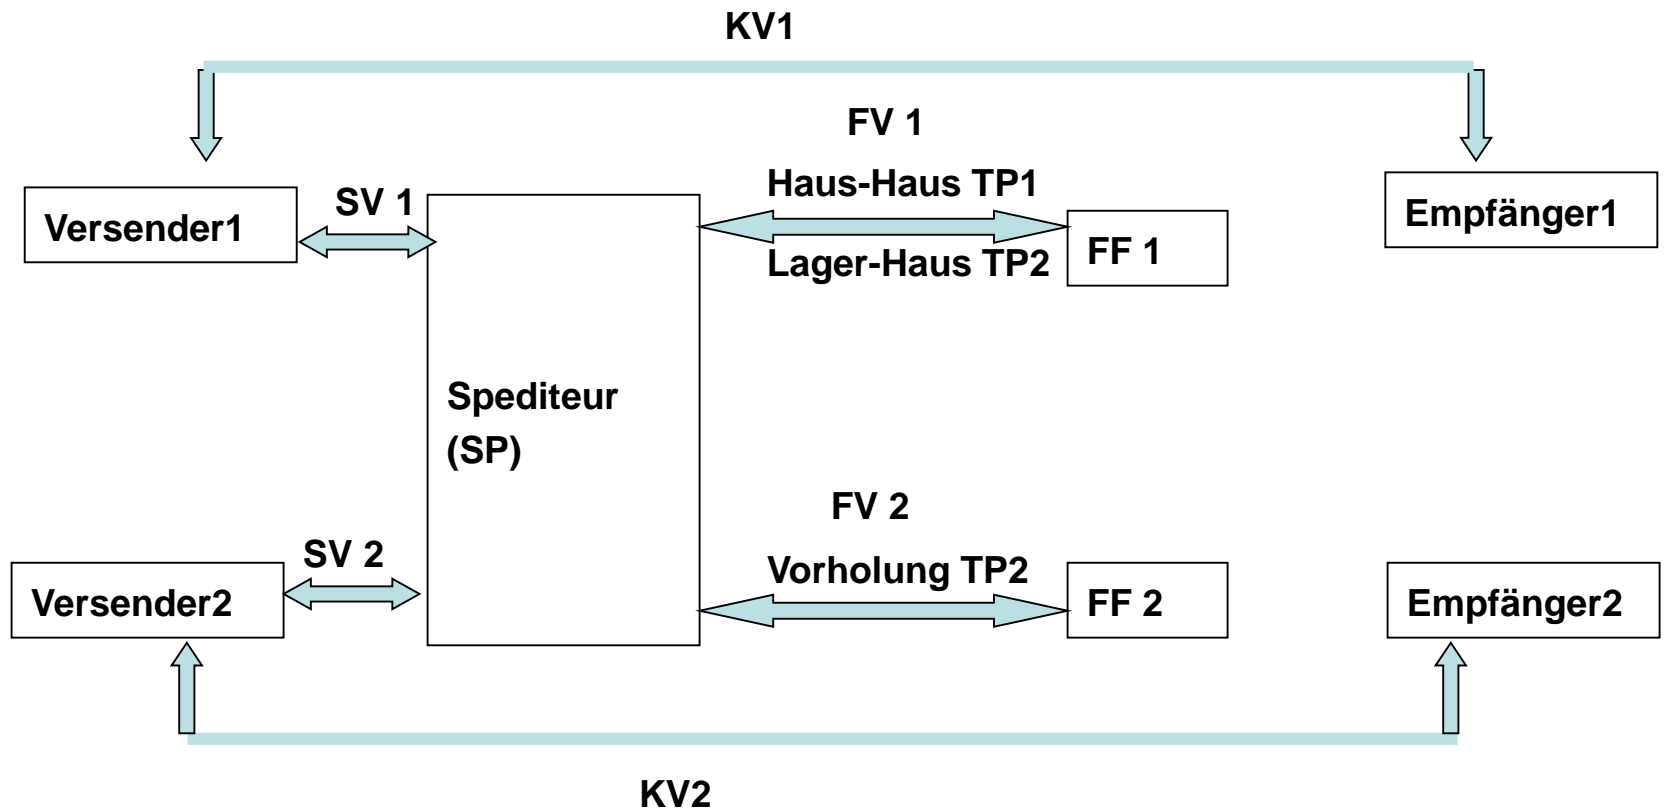 KV1
FV 1
Haus-Haus TP1
SV 1
Versender1
Lager-Haus TP2
FF 1
Empfänger1
Spediteur
(SP)
FV 2
SV 2
Vorholung TP2
Versender2
FF 2
Empfänger2
KV2